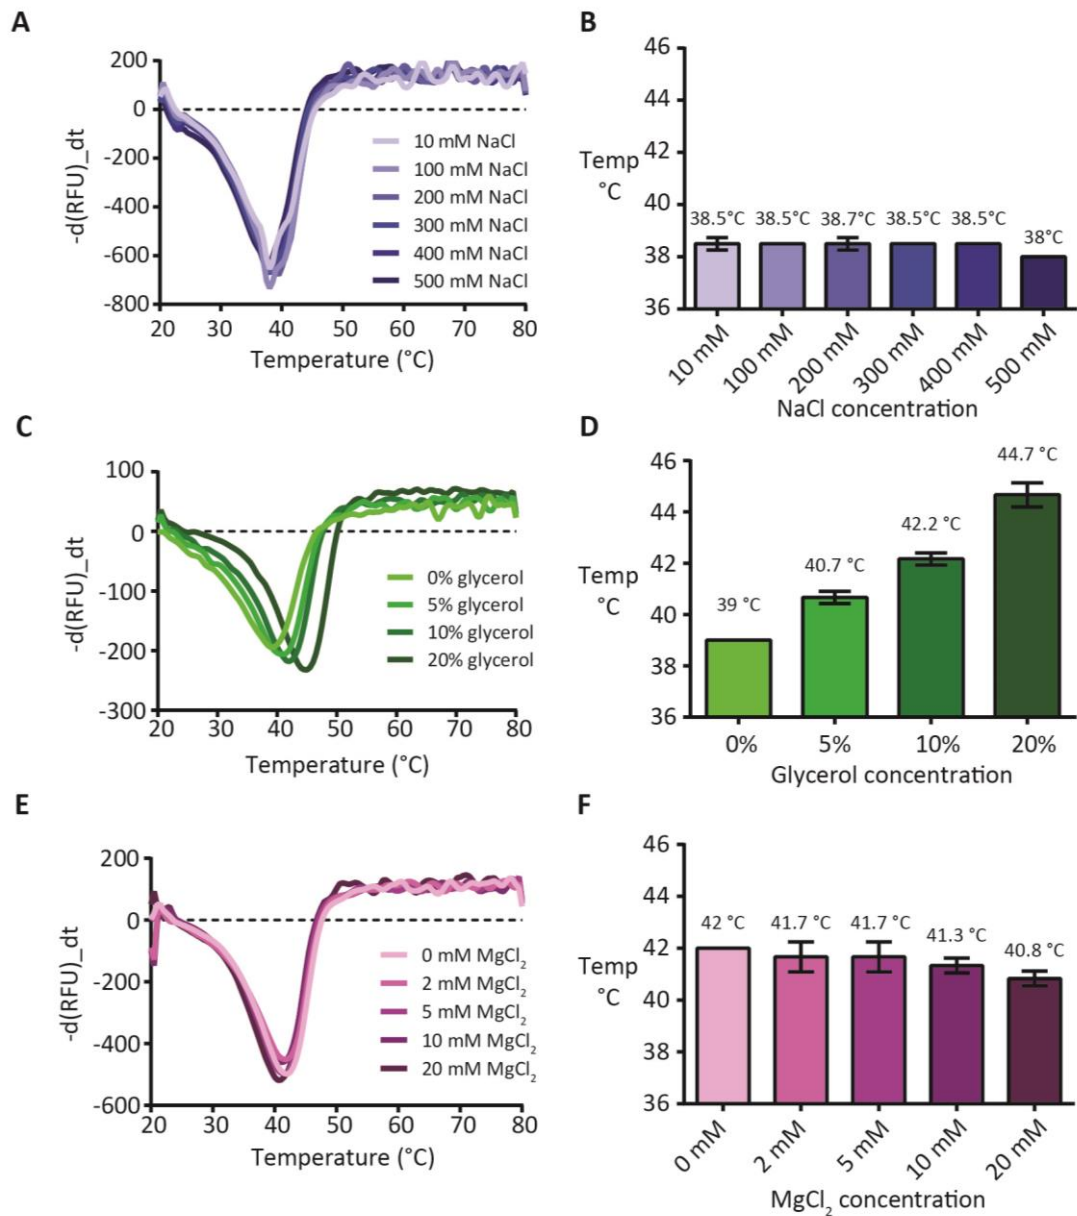 A
200
0
-200
-400
-600
-800
-d(RFU)_dt
10 mM NaCl
100 mM NaCl
200 mM NaCl
300 mM NaCl
400 mM NaCl
500 mM NaCl
20 30 40 50 60 70 80
Temperature (°C)
B
46
44
42
40
38
36
Temp
°C
38.5°C 38.5°C 38.7°C 38.5°C 38.5°C 38°C
10 mM 100 mM 200 mM 300 mM 400 mM 500 mM
NaCl concentration
C
100
0
-100
-200
-300
-d(RFU)_dt
0% glycerol
5% glycerol
10% glycerol
20% glycerol
20 30 40 50 60 70 80
Temperature (°C)
D
46
44
42
40
38
36
Temp
°C
39 °C 40.7 °C 42.2 °C 44.7 °C
0% 5% 10% 20%
Glycerol concentration
E
200
0
-200
-400
-600
-d(RFU)_dt
0 mM MgCl₂
2 mM MgCl₂
5 mM MgCl₂
10 mM MgCl₂
20 mM MgCl₂
20 30 40 50 60 70 80
Temperature (°C)
F
46
44
42
40
38
36
Temp
°C
42 °C 41.7 °C 41.7 °C 41.3 °C 40.8 °C
0 mM 2 mM 5 mM 10 mM 20 mM
MgCl₂ concentration